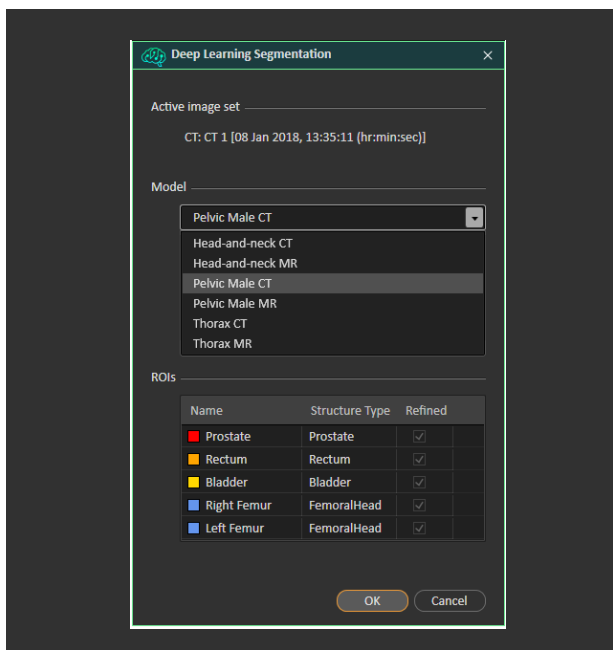 Deep Learning Segmentation
Active image set
CT: CT 1 [08 Jan 2018, 13:35:11 (hr:min:sec)]
Model
Pelvic Male CT
Head-and-neck CT
Head-and-neck MR
Pelvic Male CT
Pelvic Male MR
Thorax CT
Thorax MR
ROIs
Name Structure Type Refined
Prostate Prostate
Rectum Rectum
Bladder Bladder
Right Femur FemoralHead
Left Femur FemoralHead
OK Cancel